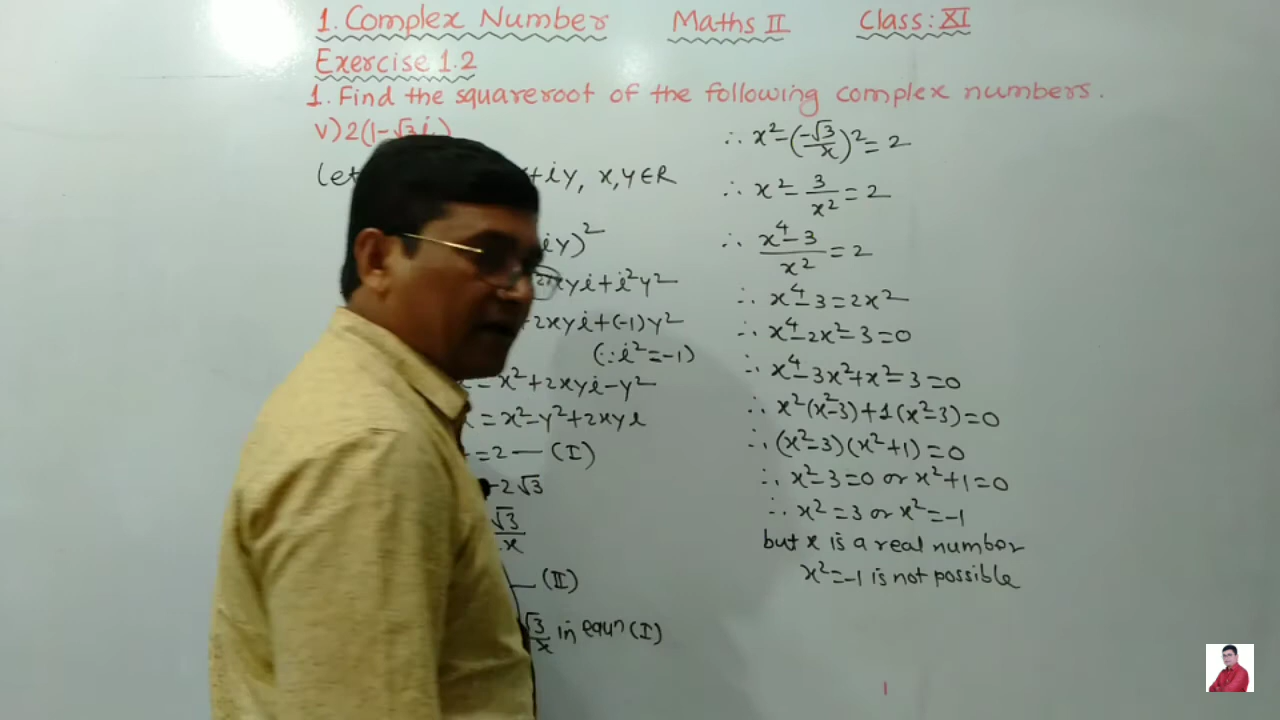 1. Complex Number Maths II Class: XI
Exercise 1.2
1. Find the squareroot of the following complex numbers.
v) 2(1-√3i)
Let +iy, x,y∈R
iy)²
2xyi+i²y²
+2xyi+(-1)y²
(∵i²=-1)
=x²+2xyi-y²
=x²-y²+2xyi
=2 — (I)
-2√3
√3/x
— (II)
√3/x in equn (I)
∴ x²-(-√3/x)²=2
∴ x²-3/x²=2
∴ x⁴-3/x²=2
∴ x⁴-3=2x²
∴ x⁴-2x²-3=0
∴ x⁴-3x²+x²-3=0
∴ x²(x²-3)+1(x²-3)=0
∴ (x²-3)(x²+1)=0
∴ x²-3=0 or x²+1=0
∴ x²=3 or x²=-1
but x is a real number
x²=-1 is not possible